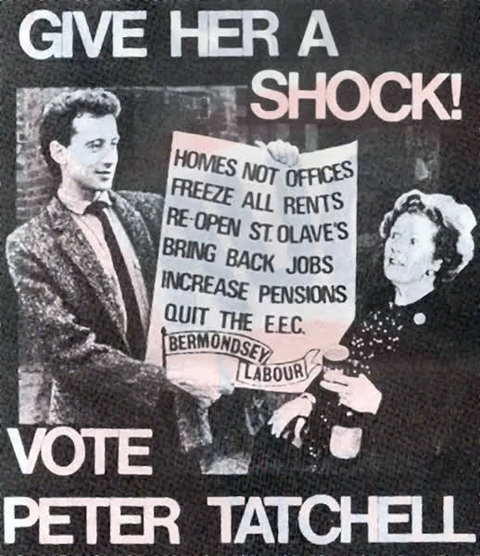 GIVE HER A
SHOCK!
HOMES NOT OFFICES
FREEZE ALL RENTS
RE-OPEN ST. OLAVE'S
BRING BACK JOBS
INCREASE PENSIONS
QUIT THE E.E.C.
BERMONDSEY
LABOUR
VOTE
PETER TATCHELL